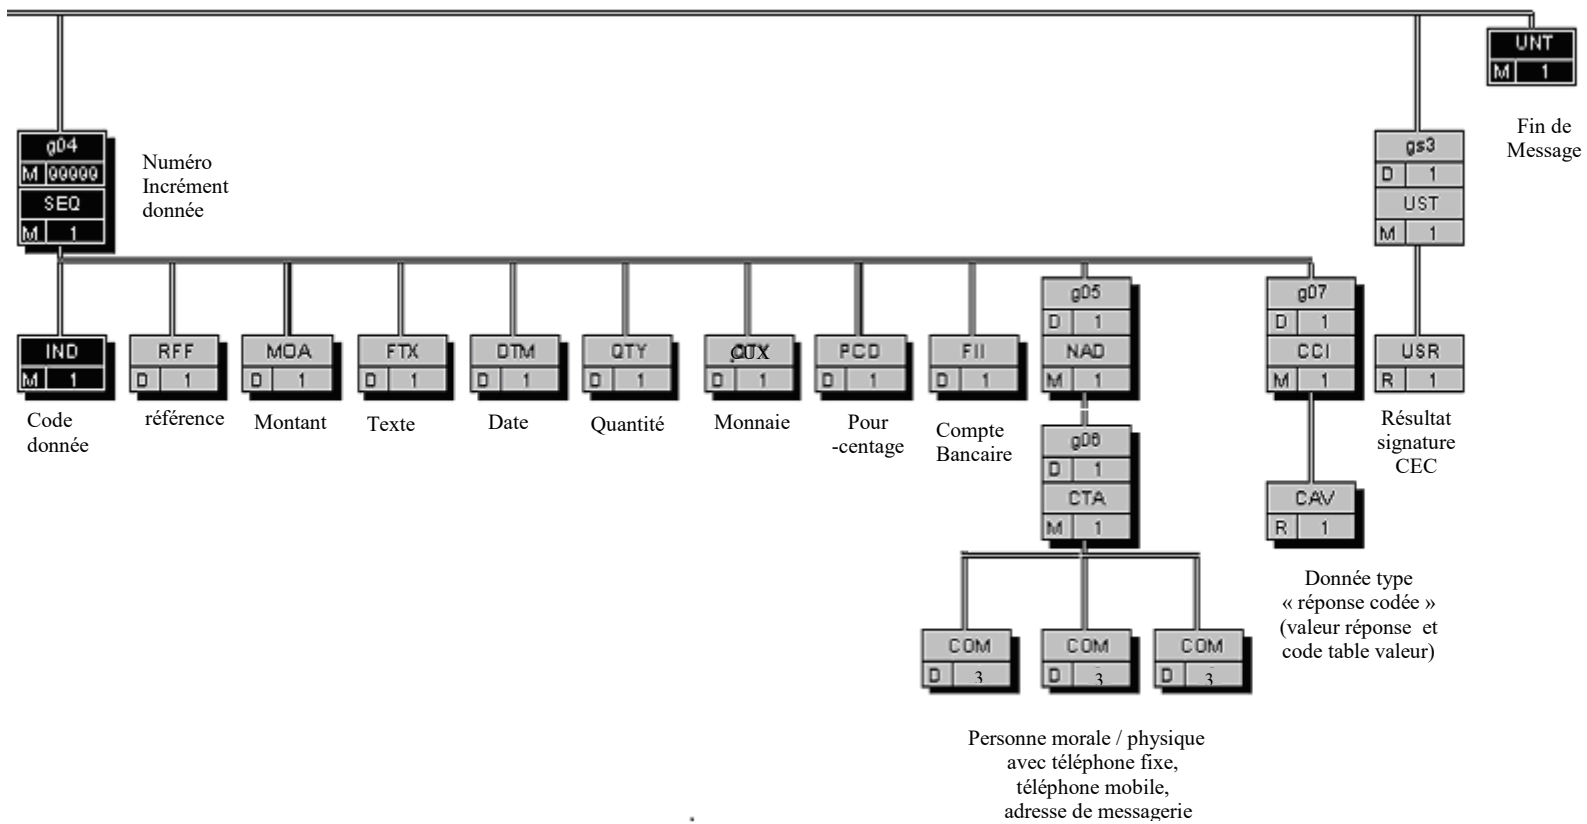 UNT
M 1
Fin de
Message
g04
M 99999
SEQ
M 1
Numéro
Incrément
donnée
gs3
D 1
UST
M 1
g05
D 1
NAD
M 1
g07
D 1
CCI
M 1
IND
M 1
RFF
D 1
MOA
D 1
FTX
D 1
DTM
D 1
QTY
D 1
CUX
D 1
PCD
D 1
FII
D 1
USR
R 1
Code
donnée
référence
Montant
Texte
Date
Quantité
Monnaie
Pour
-centage
Compte
Bancaire
Résultat
signature
CEC
g06
D 1
CTA
M 1
CAV
R 1
Donnée type
« réponse codée »
(valeur réponse et
code table valeur)
COM
D 3
COM
D 3
COM
D 3
Personne morale / physique
avec téléphone fixe,
téléphone mobile,
adresse de messagerie